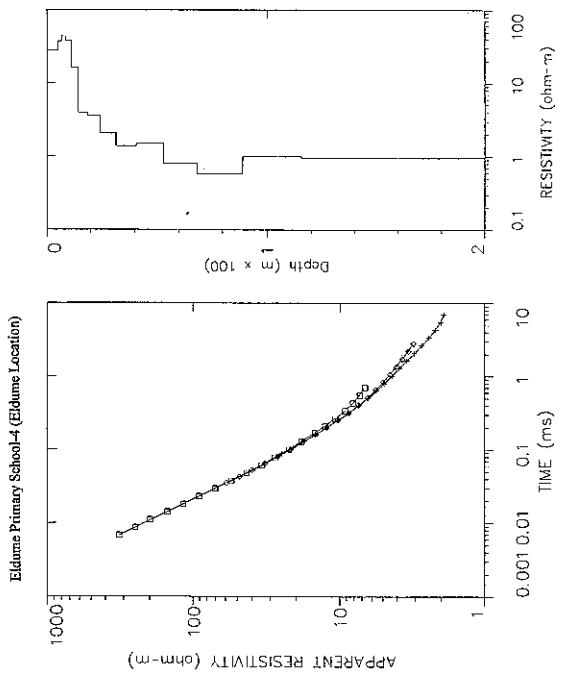 Eldume Primary School-4 (Eldume Location)
1000
100
10
1
APPARENT RESISTIVITY (ohm-m)
0.001 0.01 0.1 1 10
TIME (ms)
0
1
2
Depth (m x 100)
0.1 1 10 100
RESISTIVITY (ohm-m)